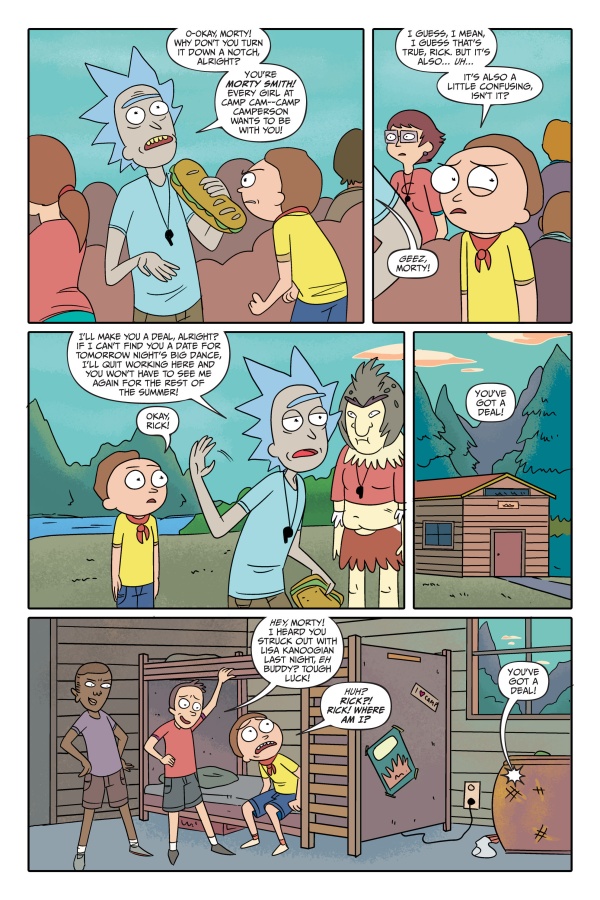 O-OKAY, MORTY!
WHY DON'T YOU TURN
IT DOWN A NOTCH,
ALRIGHT?
YOU'RE
MORTY SMITH!
EVERY GIRL AT
CAMP CAM--CAMP
CAMPERSON
WANTS TO BE
WITH YOU!
I GUESS, I MEAN,
I GUESS THAT'S
TRUE, RICK. BUT IT'S
ALSO... UH...
IT'S ALSO A
LITTLE CONFUSING,
ISN'T IT?
GEEZ,
MORTY!
I'LL MAKE YOU A DEAL, ALRIGHT?
IF I CAN'T FIND YOU A DATE FOR
TOMORROW NIGHT'S BIG DANCE,
I'LL QUIT WORKING HERE AND
YOU WON'T HAVE TO SEE ME
AGAIN FOR THE REST OF
THE SUMMER!
OKAY,
RICK!
YOU'VE
GOT A
DEAL!
HEY, MORTY!
I HEARD YOU
STRUCK OUT WITH
LISA KANOOGIAN
LAST NIGHT, EH
BUDDY? TOUGH
LUCK!
HUH?
RICK?!
RICK! WHERE
AM I?
I ♥ CAMP
YOU'VE
GOT A
DEAL!